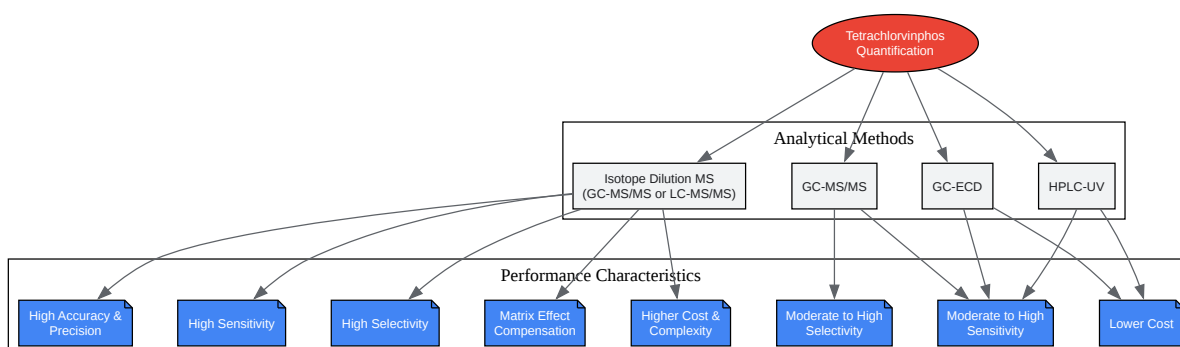 Tetrachlorvinphos
Quantification
Analytical Methods
Isotope Dilution MS
(GC-MS/MS or LC-MS/MS)
GC-MS/MS
GC-ECD
HPLC-UV
Performance Characteristics
High Accuracy &
Precision
High Sensitivity
High Selectivity
Matrix Effect
Compensation
Higher Cost &
Complexity
Moderate to High
Selectivity
Moderate to High
Sensitivity
Lower Cost